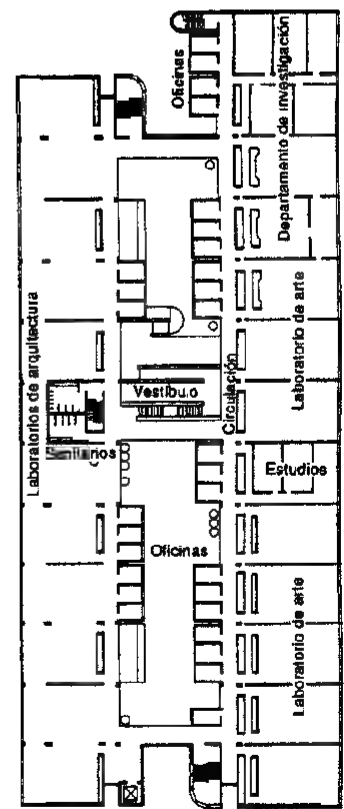 Oficinas
Departamento de investigación
Laboratorios de arquitectura
Laboratorio de arte
Vestíbulo
Circulación
Sanitarios
Estudios
Oficinas
Laboratorio de arte